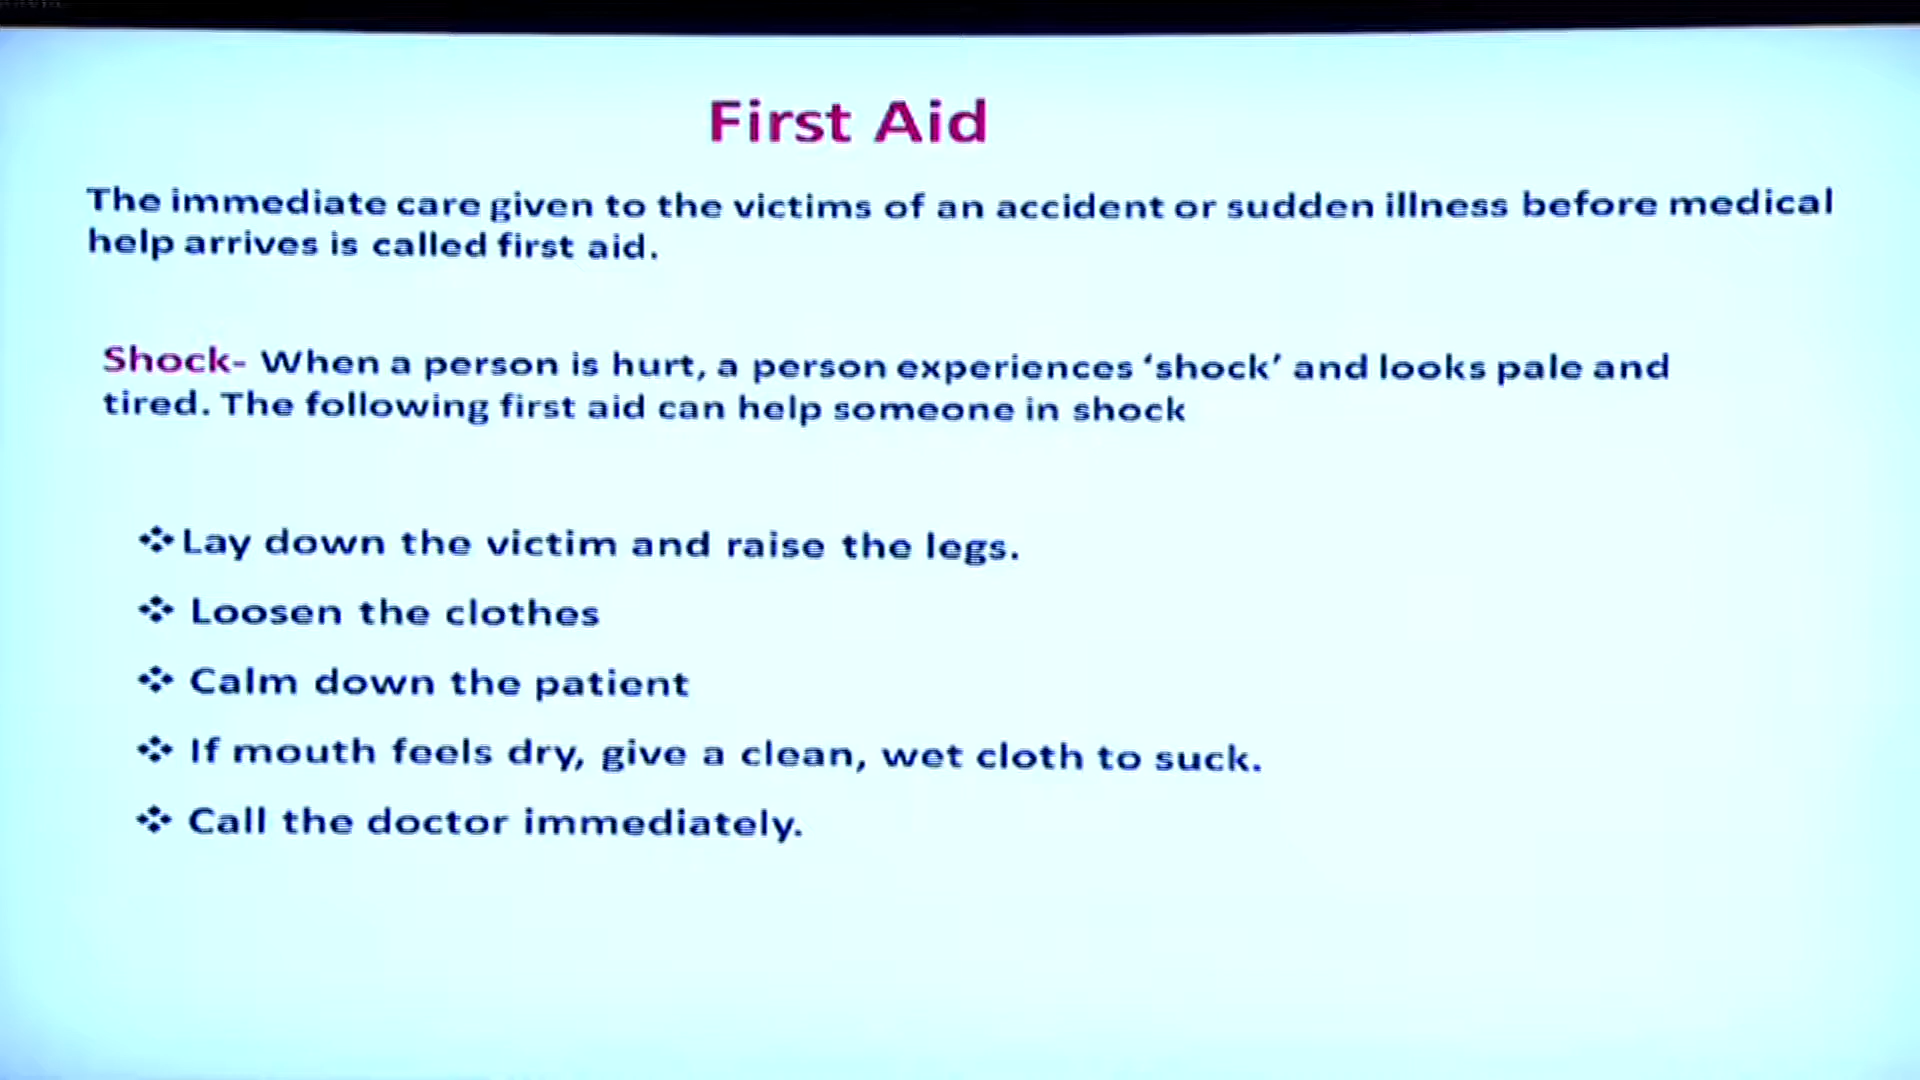 First Aid
The immediate care given to the victims of an accident or sudden illness before medical
help arrives is called first aid.
Shock- When a person is hurt, a person experiences ‘shock’ and looks pale and
tired. The following first aid can help someone in shock
❖Lay down the victim and raise the legs.
❖ Loosen the clothes
❖ Calm down the patient
❖ If mouth feels dry, give a clean, wet cloth to suck.
❖ Call the doctor immediately.